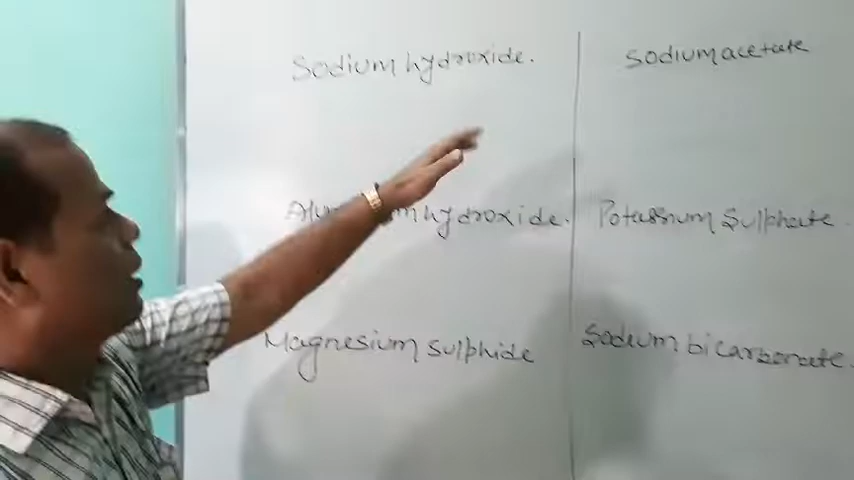 Sodium hydroxide.
Sodium acetate
hydroxide.
Potassium Sulphate.
Magnesium sulphide
Sodium bicarbonate.